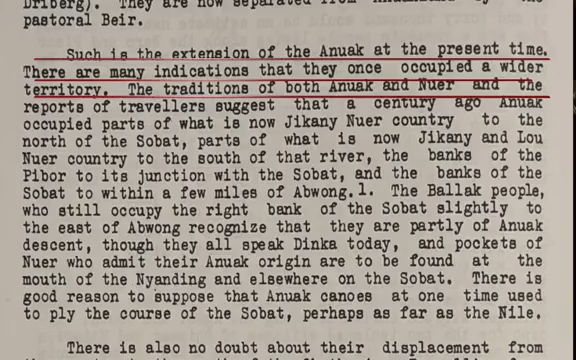 Driberg). They are now separated from by the
pastoral Beir.
Such is the extension of the Anuak at the present time.
There are many indications that they once occupied a wider
territory. The traditions of both Anuak and Nuer and the
reports of travellers suggest that a century ago Anuak
occupied parts of what is now Jikany Nuer country to the
north of the Sobat, parts of what is now Jikany and Lou
Nuer country to the south of that river, the banks of the
Pibor to its junction with the Sobat, and the banks of the
Sobat to within a few miles of Abwong.1. The Ballak people,
who still occupy the right bank of the Sobat slightly to
the east of Abwong recognize that they are partly of Anuak
descent, though they all speak Dinka today, and pockets of
Nuer who admit their Anuak origin are to be found at the
mouth of the Nyanding and elsewhere on the Sobat. There is
good reason to suppose that Anuak canoes at one time used
to ply the course of the Sobat, perhaps as far as the Nile.
There is also no doubt about their displacement from